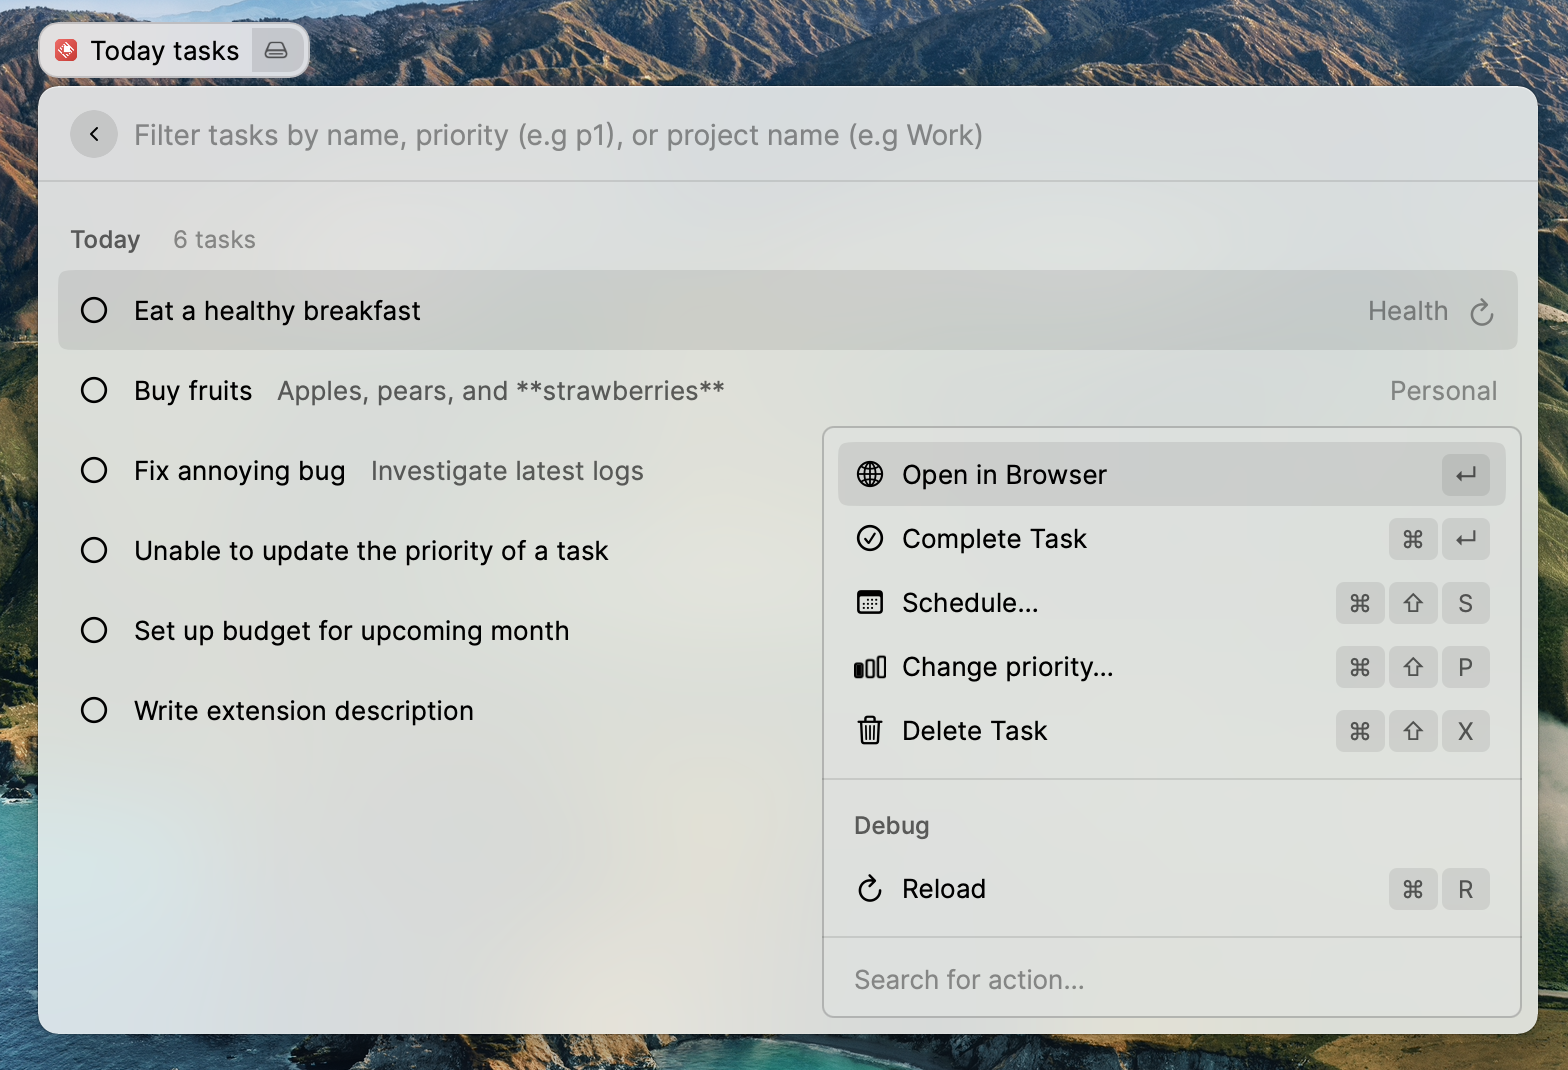 Today tasks
Filter tasks by name, priority (e.g p1), or project name (e.g Work)
Today 6 tasks
Eat a healthy breakfast Health
Buy fruits Apples, pears, and **strawberries** Personal
Fix annoying bug Investigate latest logs
Unable to update the priority of a task
Set up budget for upcoming month
Write extension description
Open in Browser ↵
Complete Task ⌘ ↵
Schedule... ⌘ ⇧ S
Change priority... ⌘ ⇧ P
Delete Task ⌘ ⇧ X
Debug
Reload ⌘ R
Search for action...